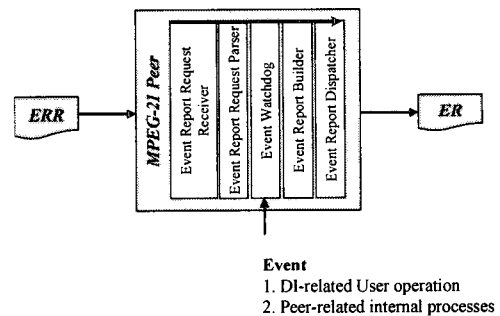 ERR
MPEG-21 Peer
Event Report Request
Receiver
Event Report Request Parser
Event Watchdog
Event Report Builder
Event Report Dispatcher
ER
Event
1. DI-related User operation
2. Peer-related internal processes